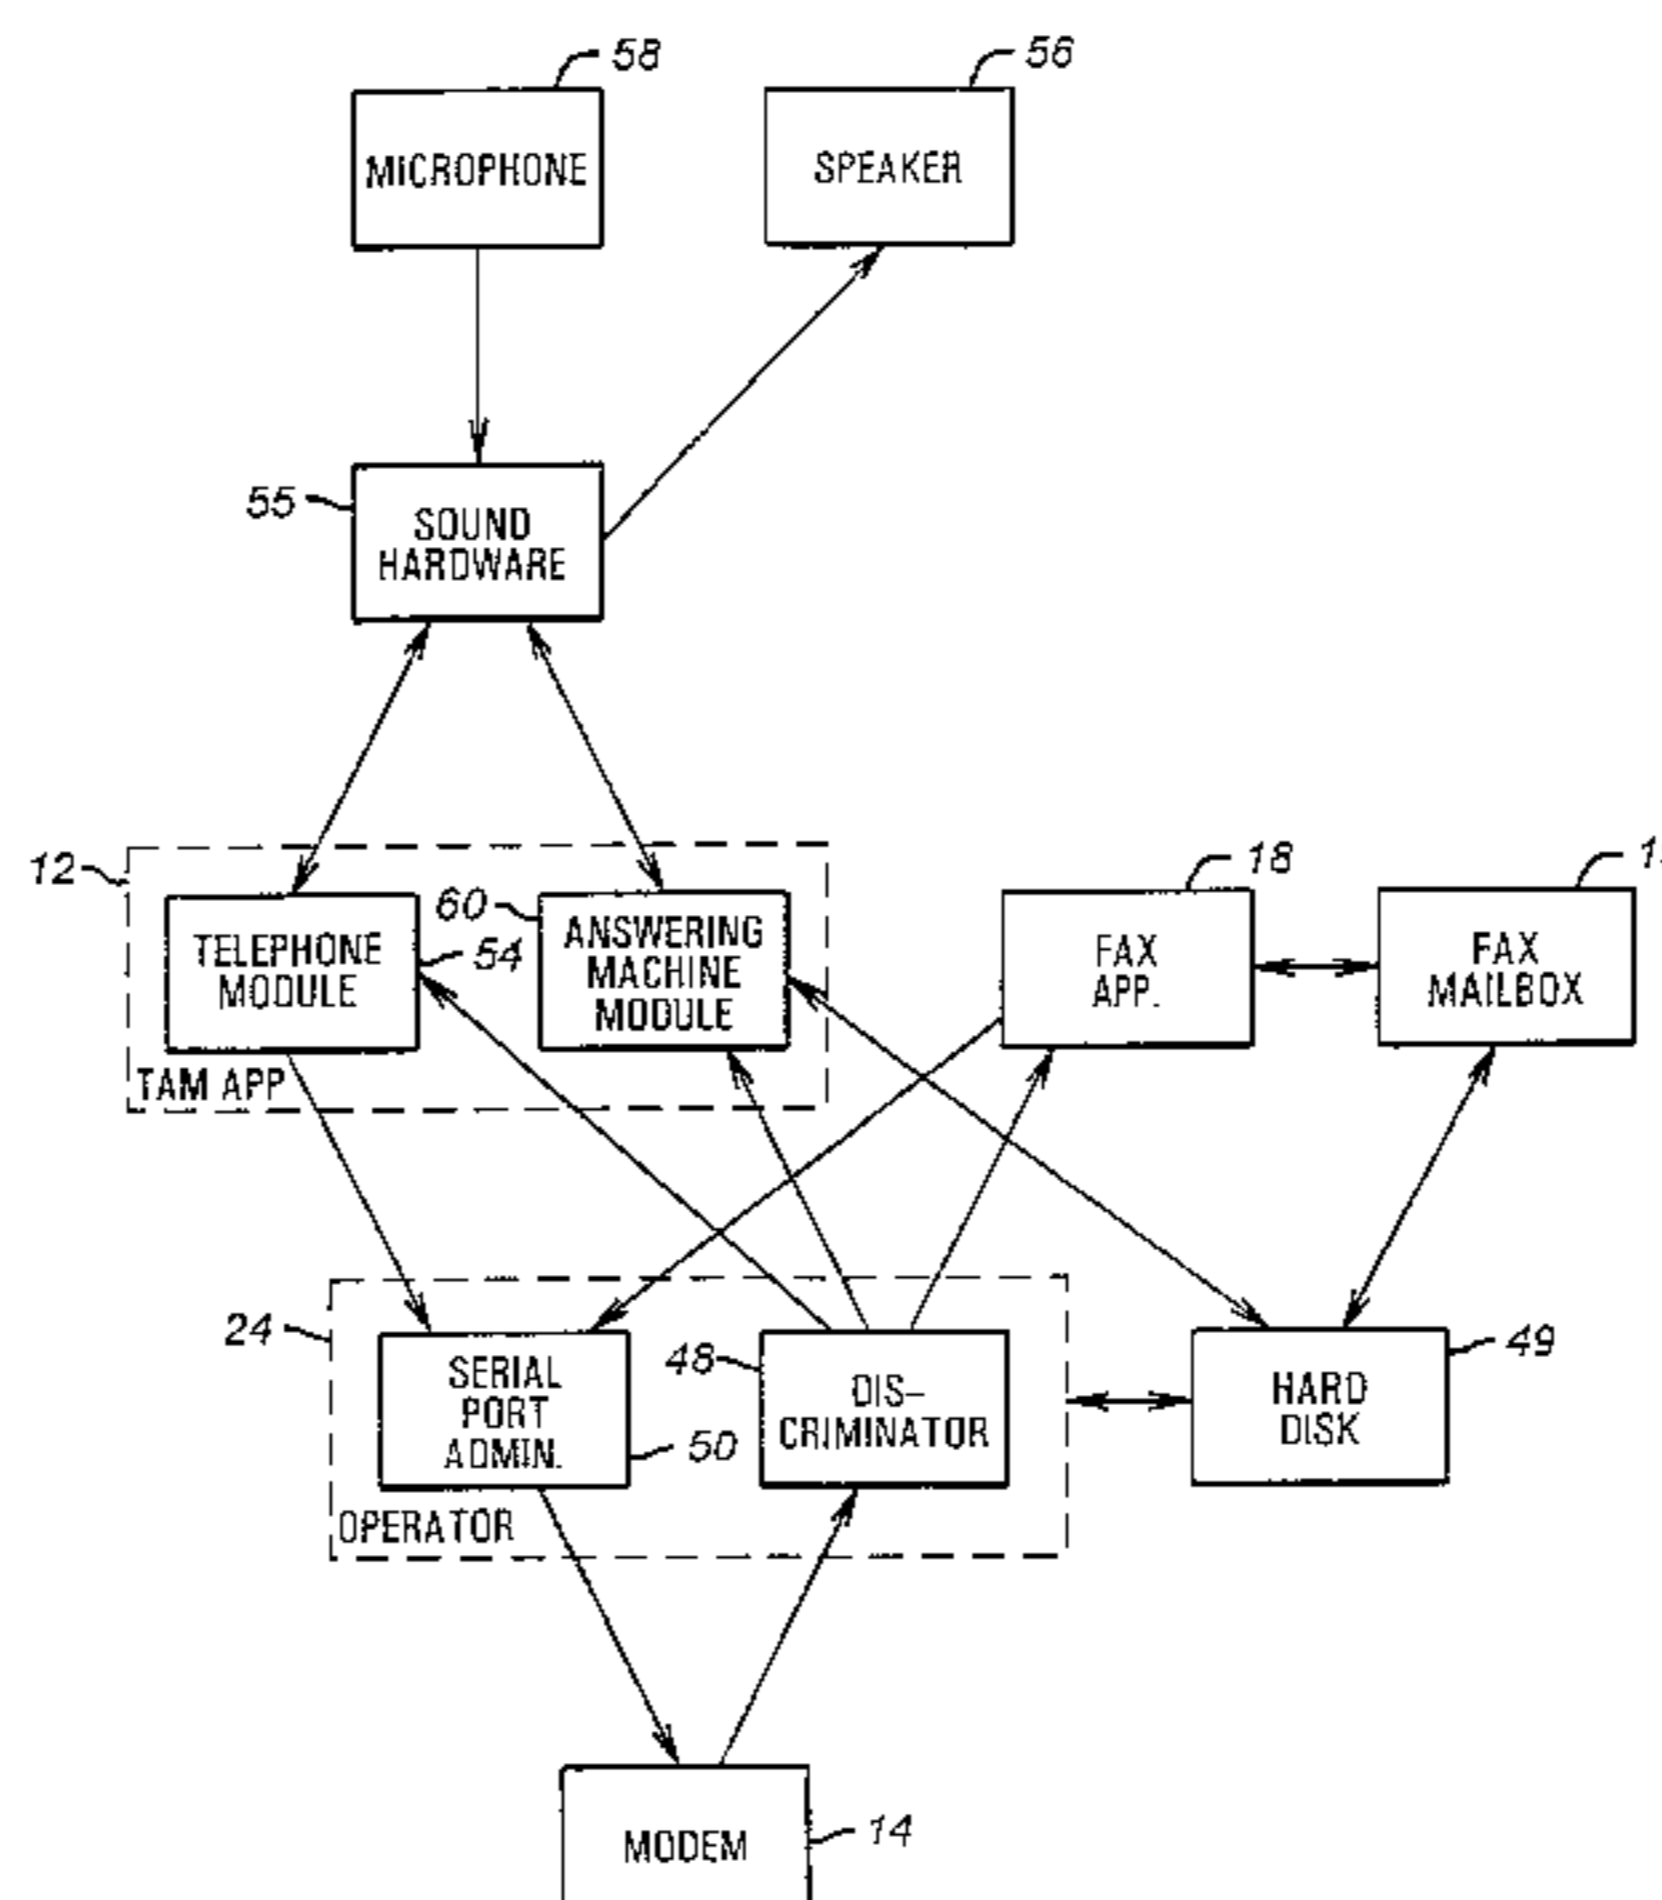 58
56
MICROPHONE
SPEAKER
55
SOUND
HARDWARE
12
18
60
TELEPHONE
MODULE
54
ANSWERING
MACHINE
MODULE
FAX
APP.
FAX
MAILBOX
TAM APP
24
48
49
SERIAL
PORT
ADMIN.
50
DIS-
CRIMINATOR
HARD
DISK
OPERATOR
MODEM
14